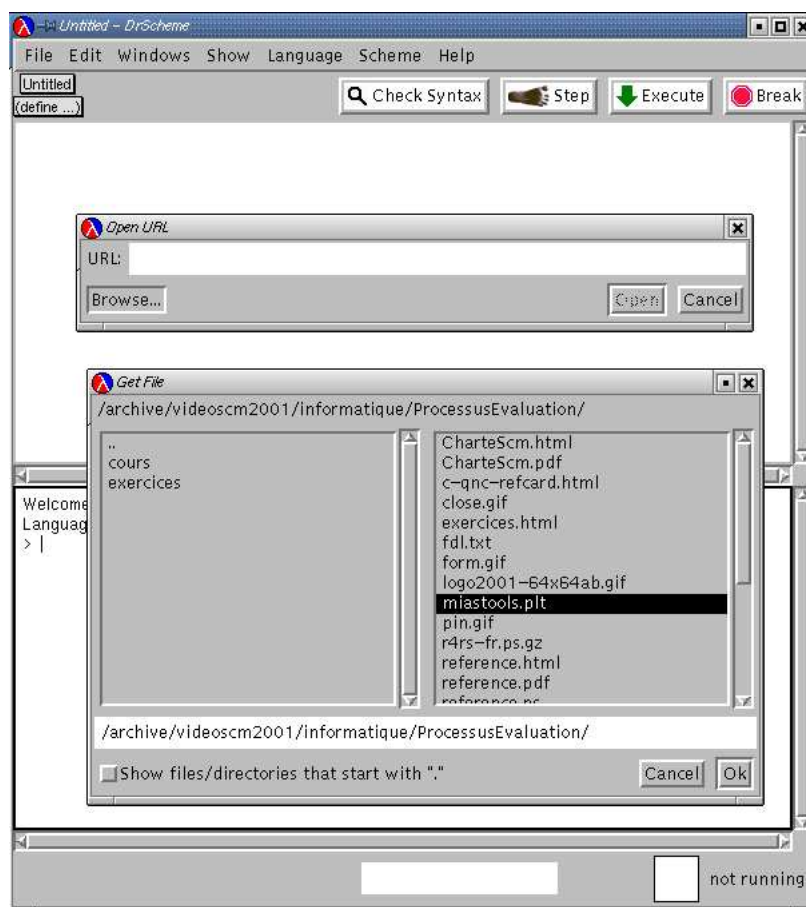 Untitled - DrScheme
File Edit Windows Show Language Scheme Help
Untitled
(define ...)
Check Syntax Step Execute Break
Open URL
URL:
Browse... Open Cancel
Get File
/archive/videoscm2001/informatique/ProcessusEvaluation/
..
cours
exercices
CharteScm.html
CharteScm.pdf
c-qnc-refcard.html
close.gif
exercices.html
fdl.txt
form.gif
logo2001-64x64ab.gif
miastools.plt
pin.gif
r4rs-fr.ps.gz
reference.html
reference.pdf
reference.ps
Welcome
Languag
> |
/archive/videoscm2001/informatique/ProcessusEvaluation/
Show files/directories that start with "."
Cancel Ok
not running